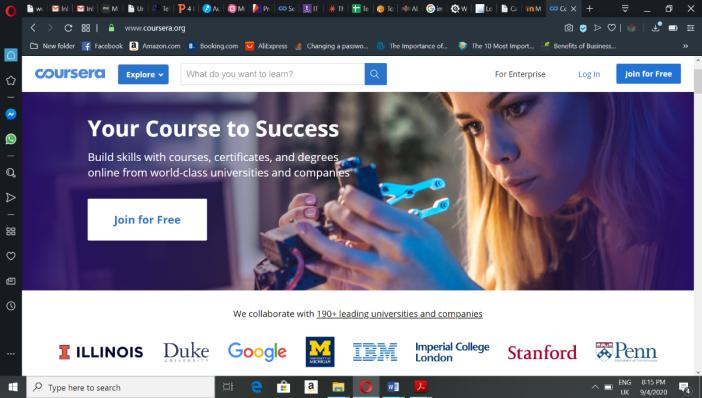 www.coursera.org
New folder
Facebook
Amazon.com
Booking.com
AliExpress
Changing a passwo...
The Importance of...
The 10 Most Import...
Benefits of Business...
coursera
Explore
What do you want to learn?
For Enterprise
Log In
Join for Free
Your Course to Success
Build skills with courses, certificates, and degrees
online from world-class universities and companies
Join for Free
We collaborate with 190+ leading universities and companies
I ILLINOIS
Duke
UNIVERSITY
Google
M
MICHIGAN
IBM
Imperial College
London
Stanford
Penn
Type here to search
ENG
UK
8:15 PM
9/4/2020